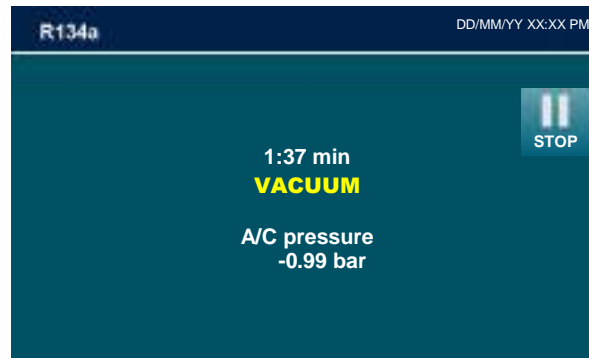 R134a
DD/MM/YY XX:XX PM
STOP
1:37 min
VACUUM
A/C pressure
-0.99 bar